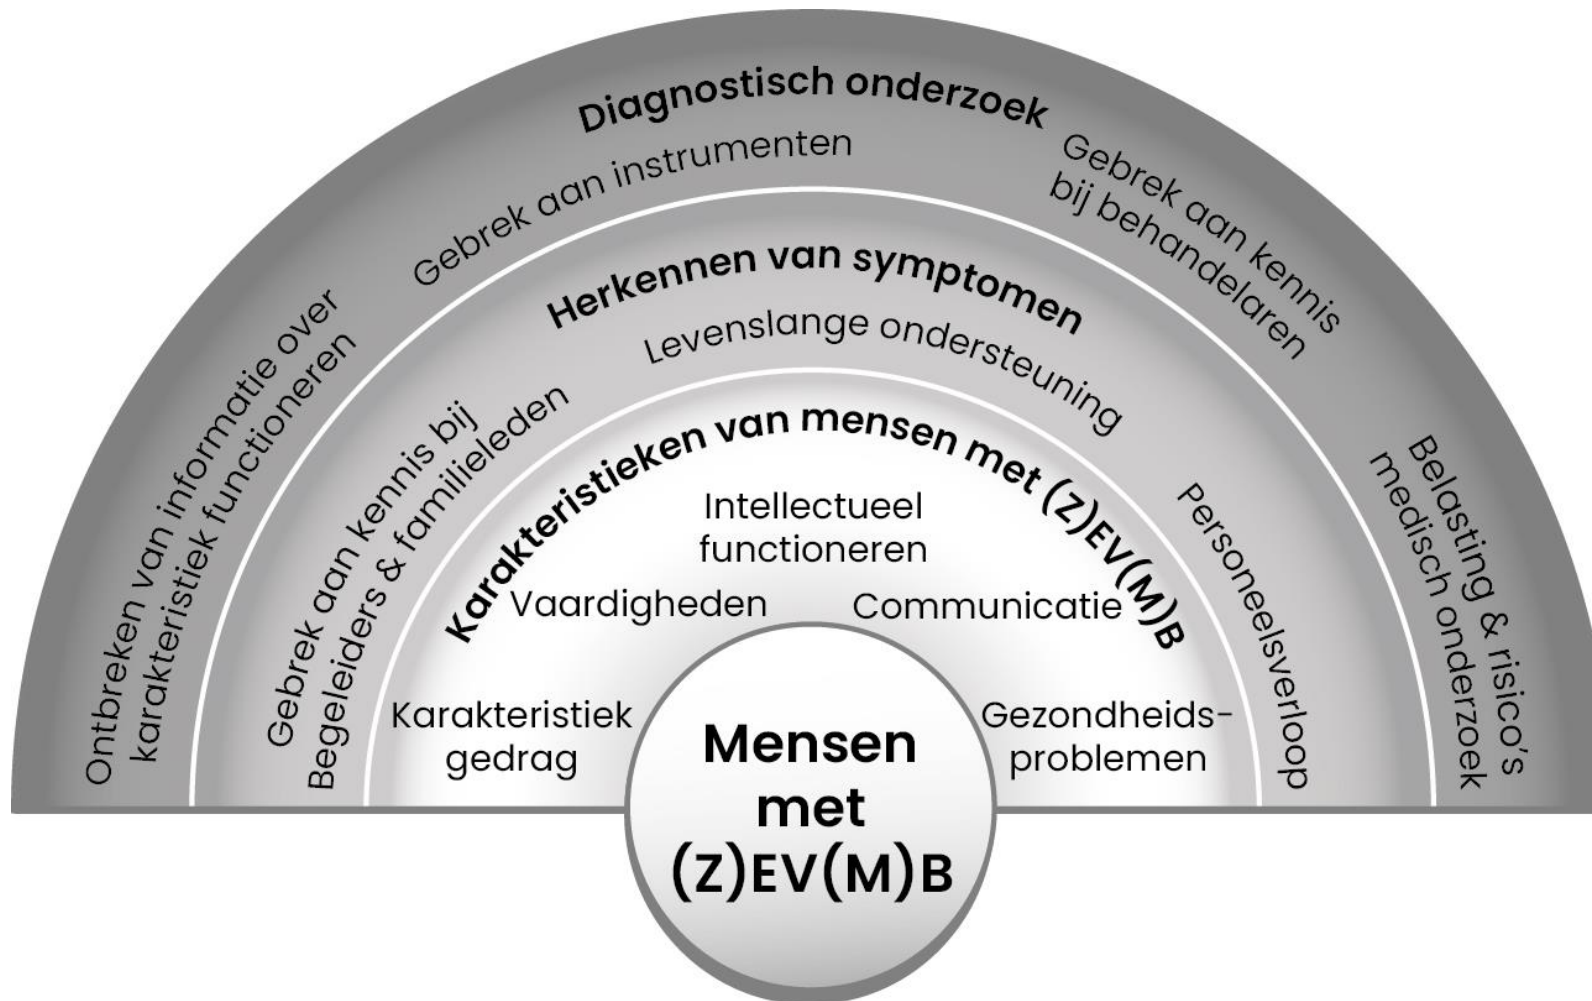 Diagnostisch onderzoek
Ontbreken van informatie over
karakteristiek functioneren
Gebrek aan instrumenten
Gebrek aan kennis
bij behandelaren
Belasting & risico's
medisch onderzoek
Herkennen van symptomen
Gebrek aan kennis bij
Begeleiders & familieleden
Levenslange ondersteuning
Personeelsverloop
Karakteristieken van mensen met (Z)EV(M)B
Karakteristiek
gedrag
Vaardigheden
Intellectueel
functioneren
Communicatie
Gezondheids-
problemen
Mensen
met
(Z)EV(M)B